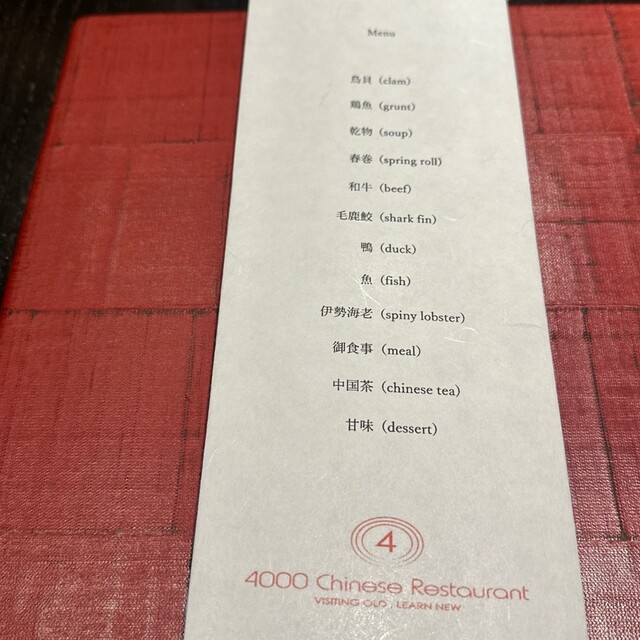 Menu
鳥貝（clam）
鶏魚（grunt）
乾物（soup）
春巻（spring roll）
和牛（beef）
毛鹿鮫（shark fin）
鴨（duck）
魚（fish）
伊勢海老（spiny lobster）
御食事（meal）
中国茶（chinese tea）
甘味（dessert）
4
4000 Chinese Restaurant
VISITING OLD , LEARN NEW